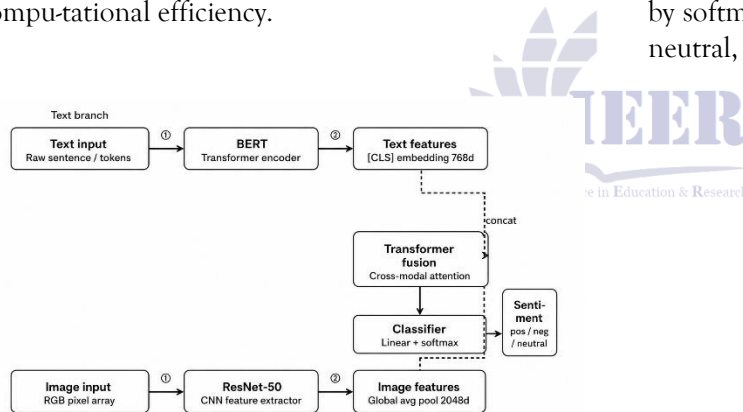 ompu-tational efficiency.
by softm
neutral,
Text branch
Text input
Raw sentence / tokens
①
BERT
Transformer encoder
②
Text features
[CLS] embedding 768d
concat
Transformer
fusion
Cross-modal attention
Classifier
Linear + softmax
Senti-
ment
pos / neg
/ neutral
Image input
RGB pixel array
①
ResNet-50
CNN feature extractor
②
Image features
Global avg pool 2048d
IEER
ce in Education & Research